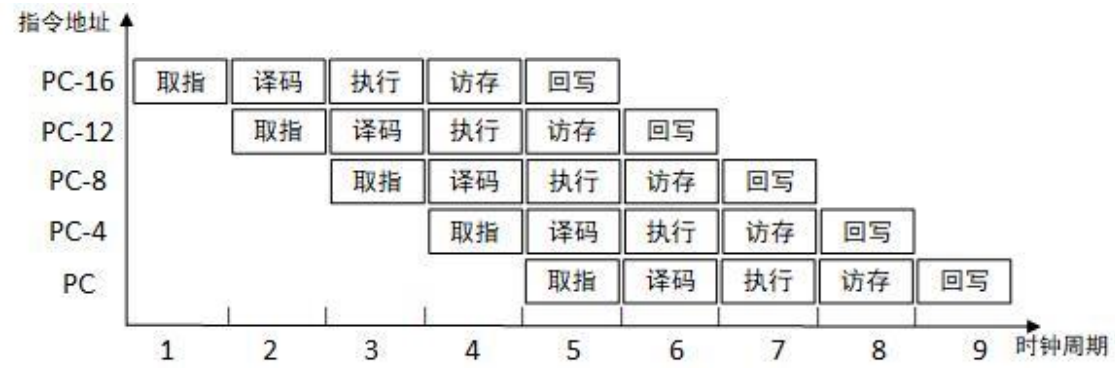 指令地址
PC-16 取指 译码 执行 访存 回写
PC-12 取指 译码 执行 访存 回写
PC-8 取指 译码 执行 访存 回写
PC-4 取指 译码 执行 访存 回写
PC 取指 译码 执行 访存 回写
1 2 3 4 5 6 7 8 9 时钟周期